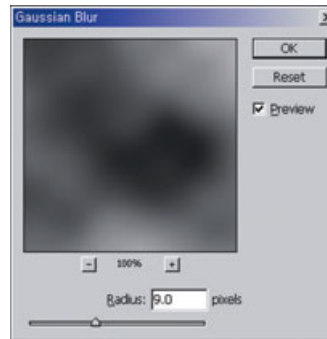 Gaussian Blur
OK
Reset
Preview
- 100% +
Radius: 9.0 pixels